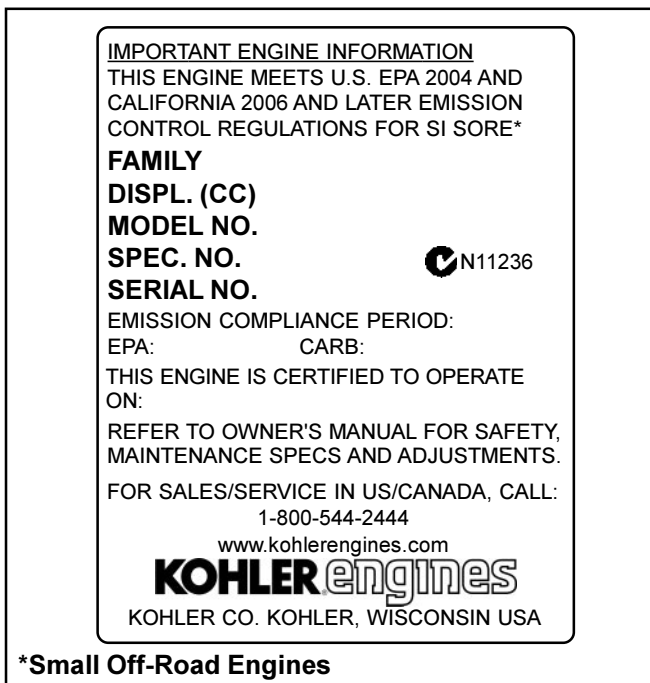 IMPORTANT ENGINE INFORMATION
THIS ENGINE MEETS U.S. EPA 2004 AND
CALIFORNIA 2006 AND LATER EMISSION
CONTROL REGULATIONS FOR SI SORE*
FAMILY
DISPL. (CC)
MODEL NO.
SPEC. NO. N11236
SERIAL NO.
EMISSION COMPLIANCE PERIOD:
EPA: CARB:
THIS ENGINE IS CERTIFIED TO OPERATE
ON:
REFER TO OWNER'S MANUAL FOR SAFETY,
MAINTENANCE SPECS AND ADJUSTMENTS.
FOR SALES/SERVICE IN US/CANADA, CALL:
1-800-544-2444
www.kohlerengines.com
KOHLER engines
KOHLER CO. KOHLER, WISCONSIN USA
*Small Off-Road Engines